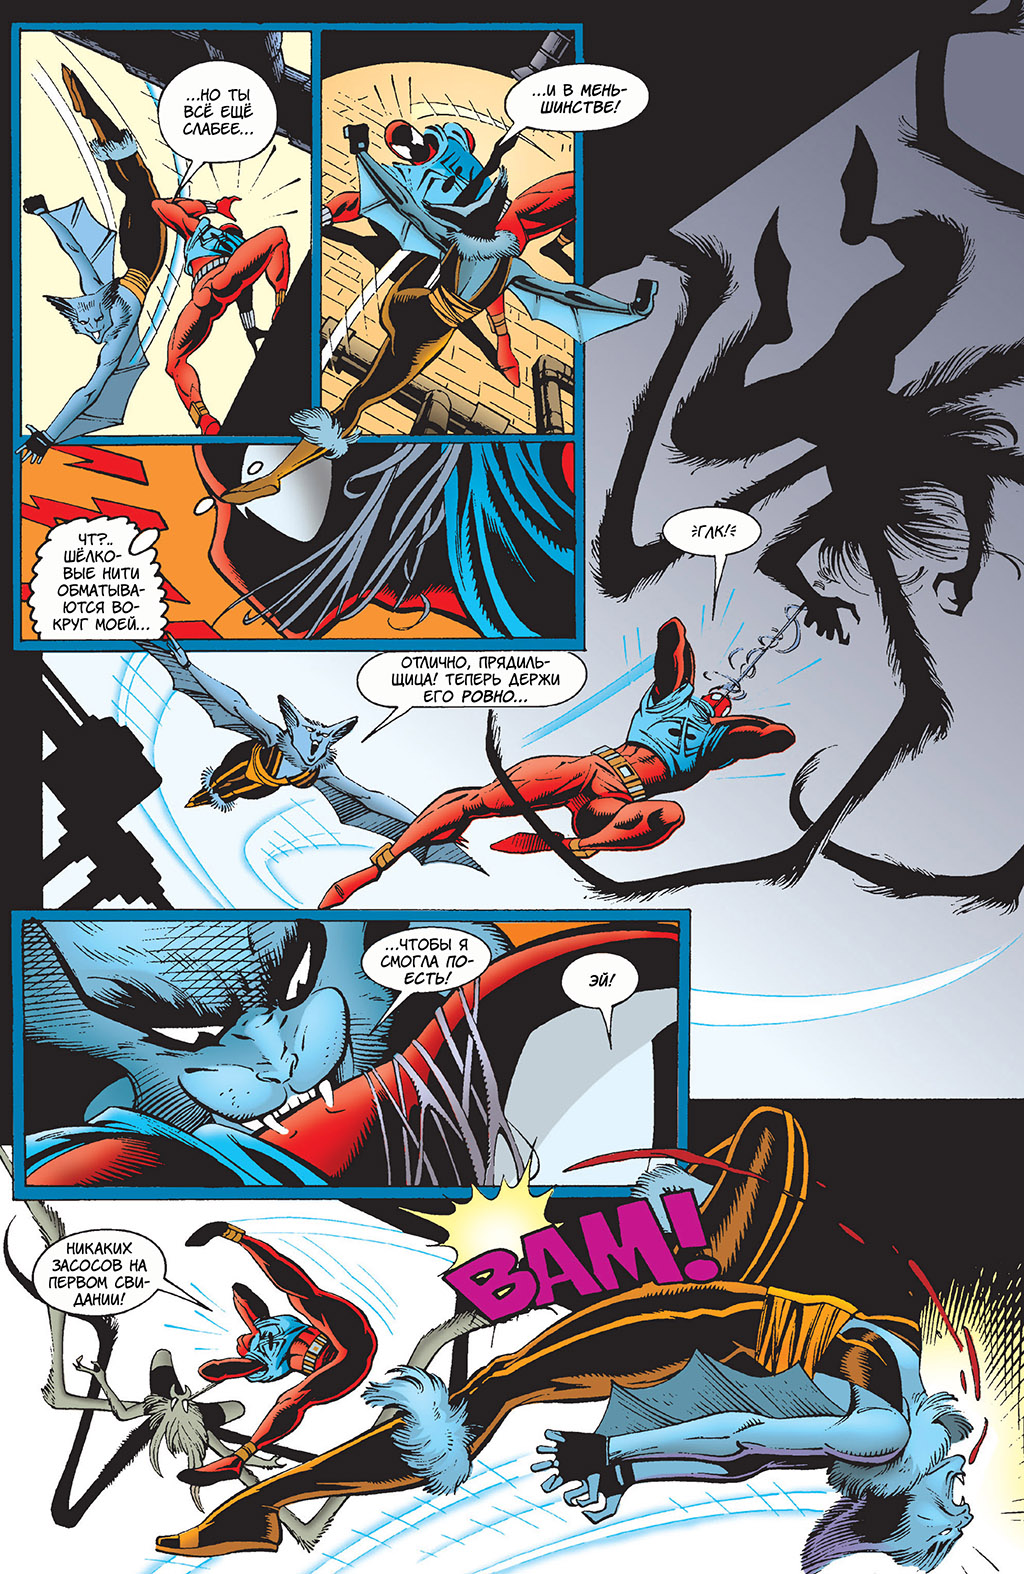 ...НО ТЫ
ВСЁ ЕЩЁ
СЛАБЕЕ...
...И В МЕНЬ-
ШИНСТВЕ!
ЧТ?..
ШЁЛКО-
ВЫЕ НИТИ
ОБМАТЫВА-
ЮТСЯ ВО-
КРУГ МОЕЙ...
ГЛК!
ОТЛИЧНО, ПРЯДИЛЬ-
ЩИЦА! ТЕПЕРЬ ДЕРЖИ
ЕГО РОВНО...
...ЧТОБЫ Я
СМОГЛА ПО-
ЕСТЬ!
ЭЙ!
НИКАКИХ
ЗАСОСОВ НА
ПЕРВОМ СВИ-
ДАНИИ!
BAM!